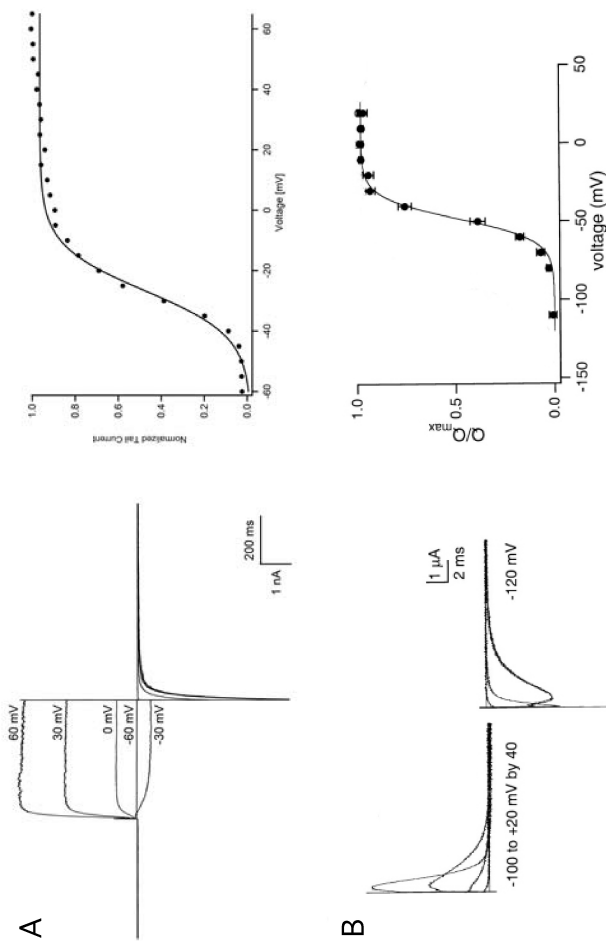 A
60 mV
30 mV
0 mV
-60 mV
-30 mV
200 ms
1 nA
Normalized Tail Current
1.0
0.8
0.6
0.4
0.2
0.0
-60
-40
-20
0
20
40
60
Voltage [mV]
B
-100 to +20 mV by 40
1 µA
2 ms
-120 mV
Q/Qmax
1.0
0.5
0.0
-150
-100
-50
0
50
voltage (mV)